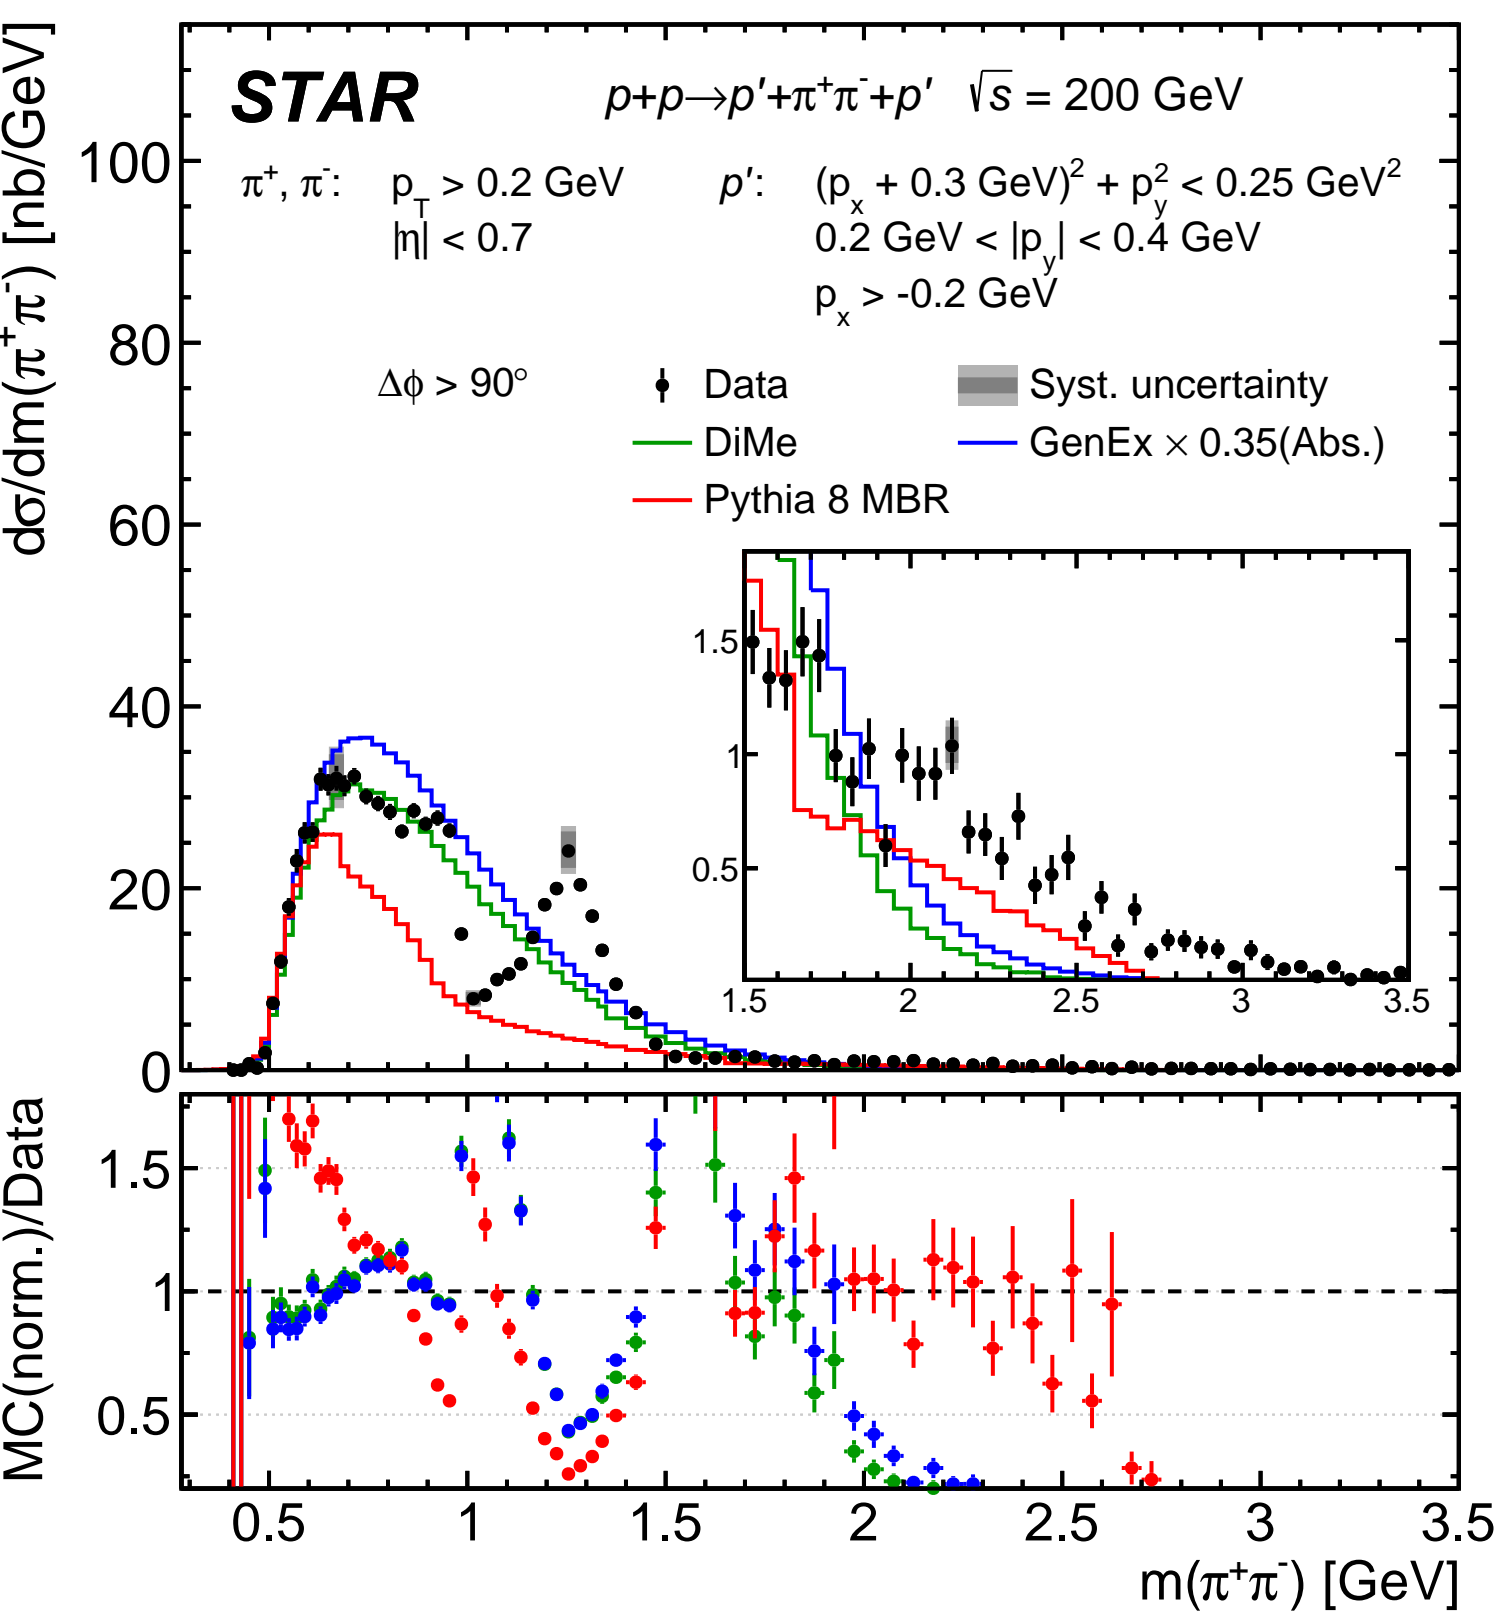 STAR p+p→p′+π⁺π⁻+p′ √s = 200 GeV
π⁺, π⁻: p_T > 0.2 GeV p′: (p_x + 0.3 GeV)² + p_y² < 0.25 GeV²
|η| < 0.7 0.2 GeV < |p_y| < 0.4 GeV
p_x > -0.2 GeV
Δϕ > 90° Data Syst. uncertainty
DiMe GenEx × 0.35(Abs.)
Pythia 8 MBR
dσ/dm(π⁺π⁻) [nb/GeV]
100
80
60
40
20
0
1.5
1
0.5
1.5 2 2.5 3 3.5
MC(norm.)/Data
1.5
1
0.5
0.5 1 1.5 2 2.5 3 3.5
m(π⁺π⁻) [GeV]